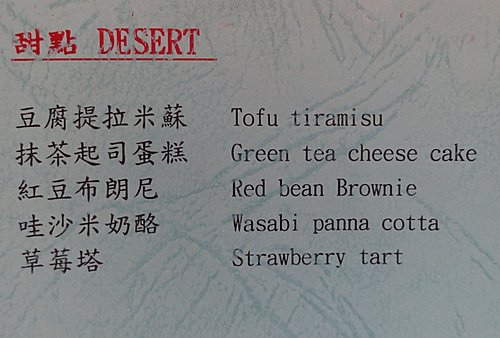 甜點 DESERT
豆腐提拉米蘇 Tofu tiramisu
抹茶起司蛋糕 Green tea cheese cake
紅豆布朗尼 Red bean Brownie
哇沙米奶酪 Wasabi panna cotta
草莓塔 Strawberry tart